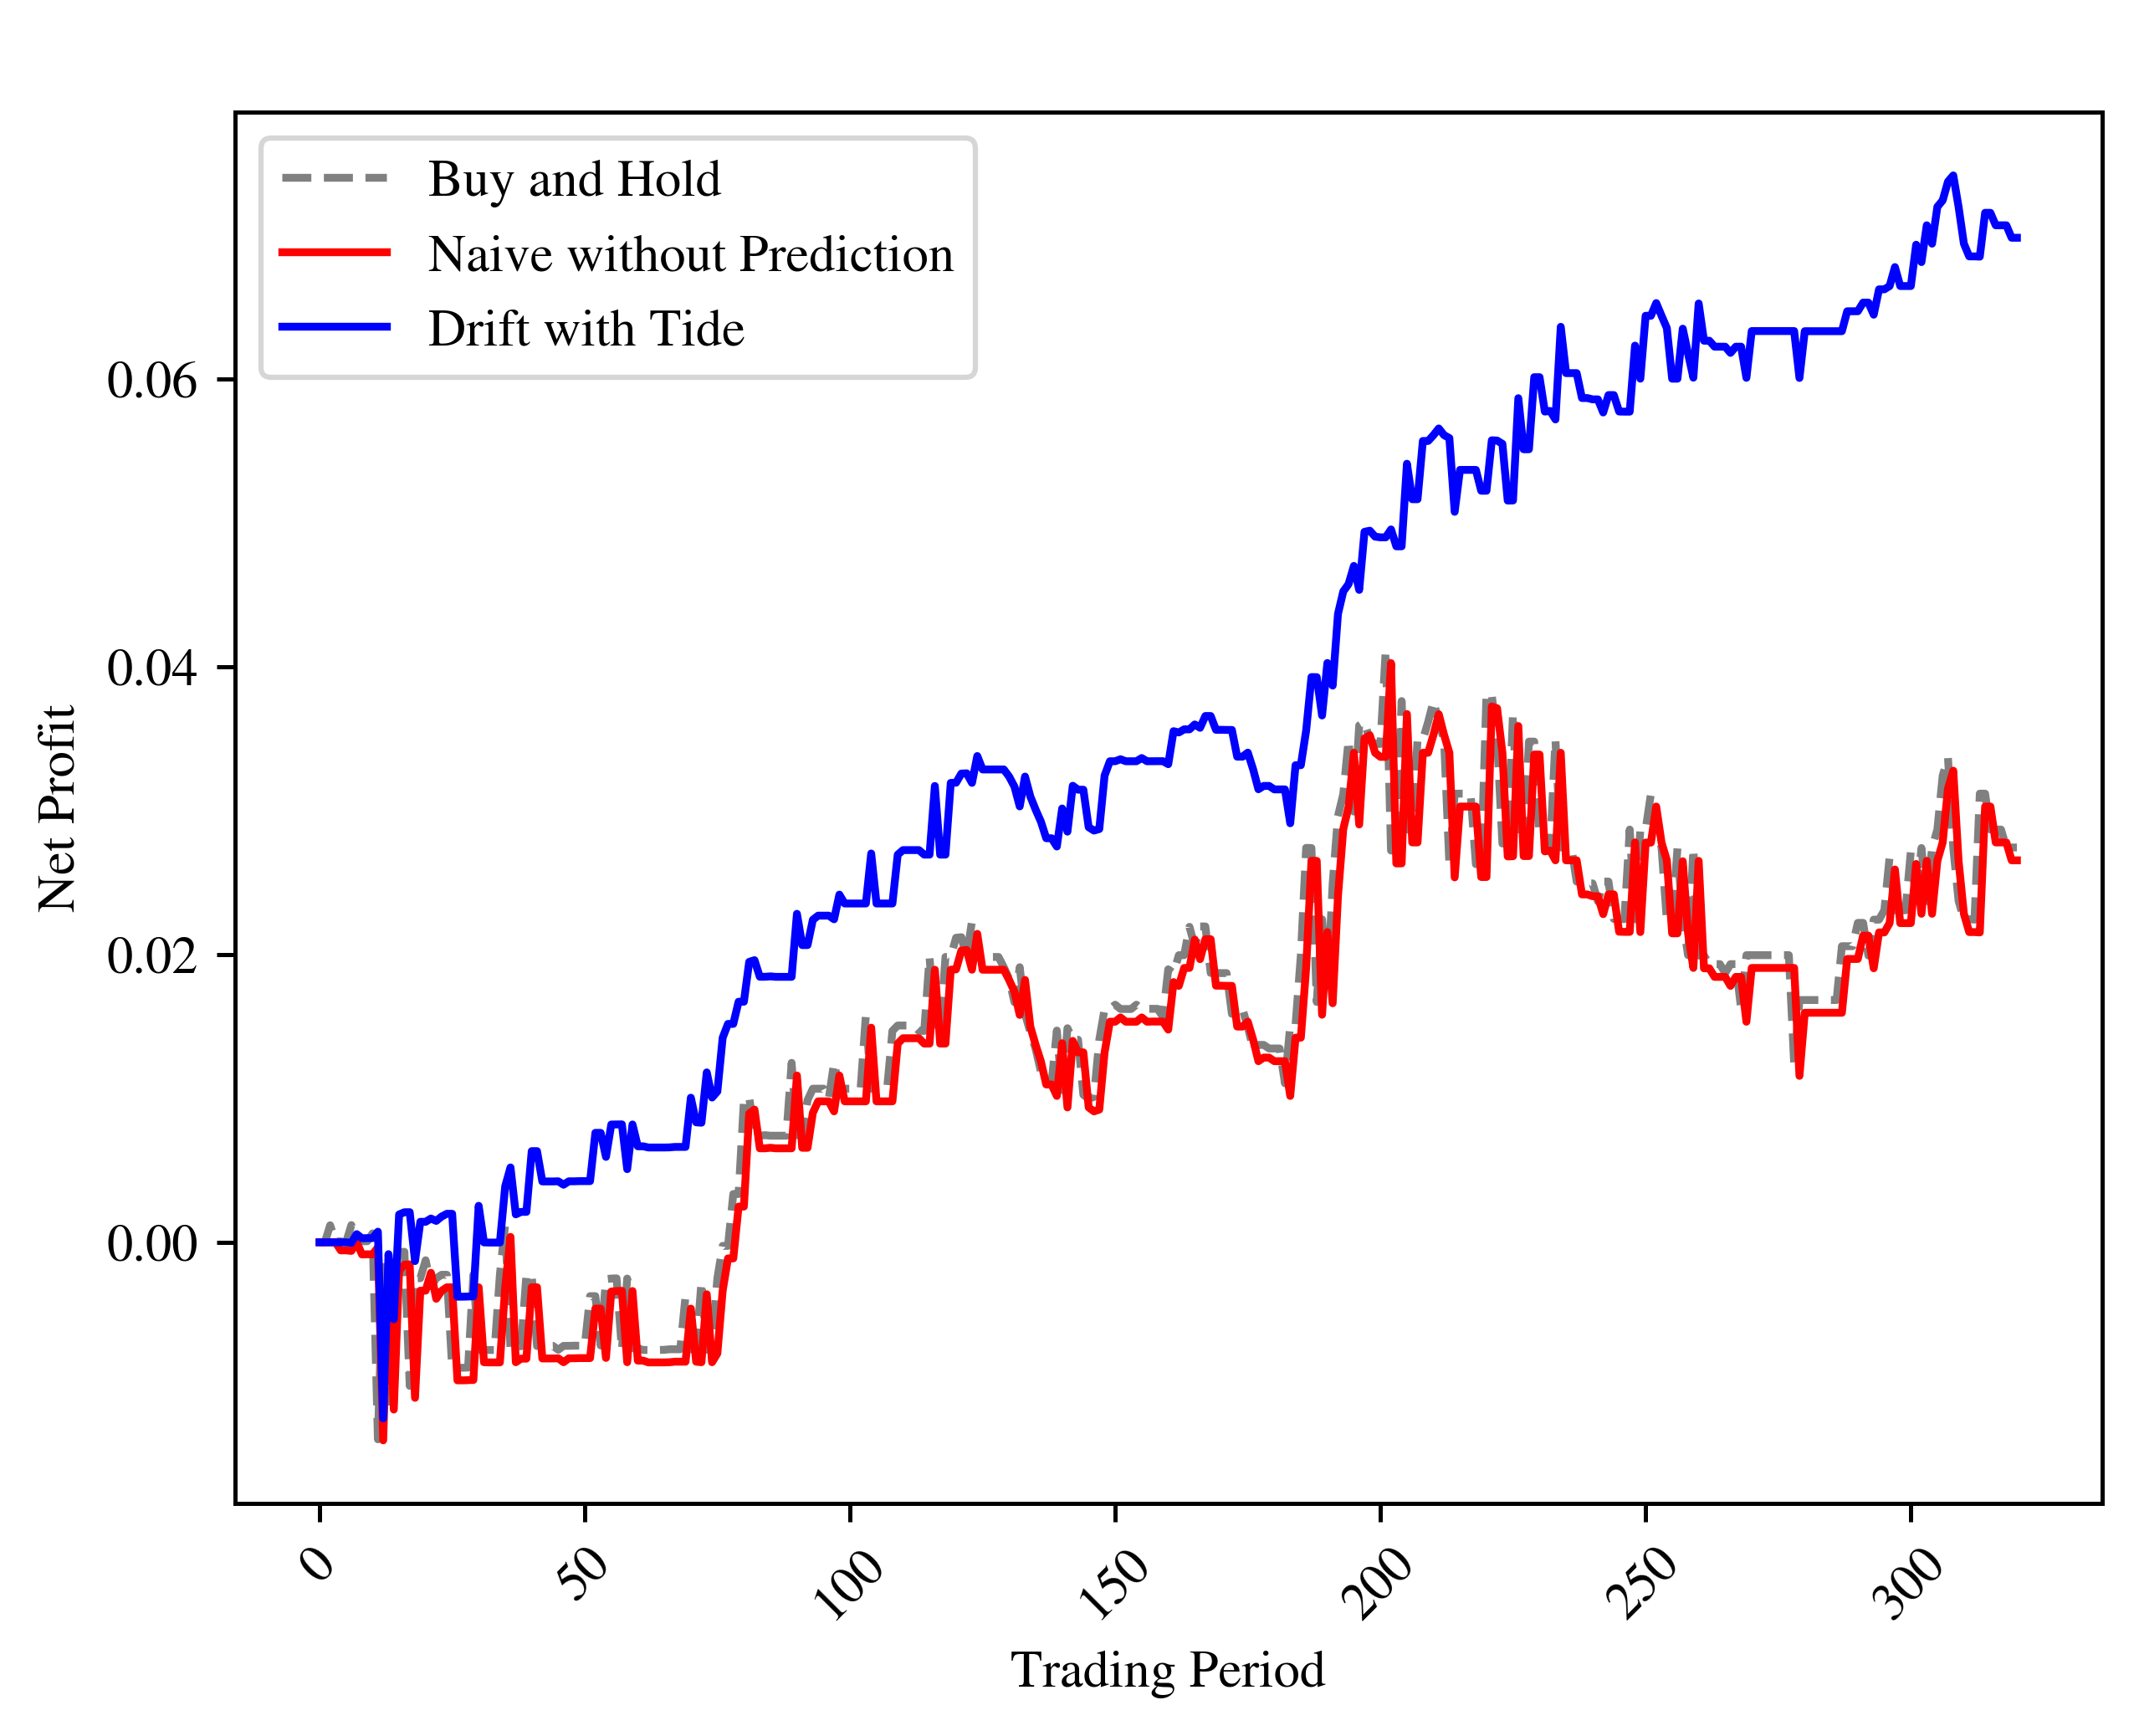 Buy and Hold
Naive without Prediction
Drift with Tide
Net Profit
0.06
0.04
0.02
0.00
0
50
100
150
200
250
300
Trading Period